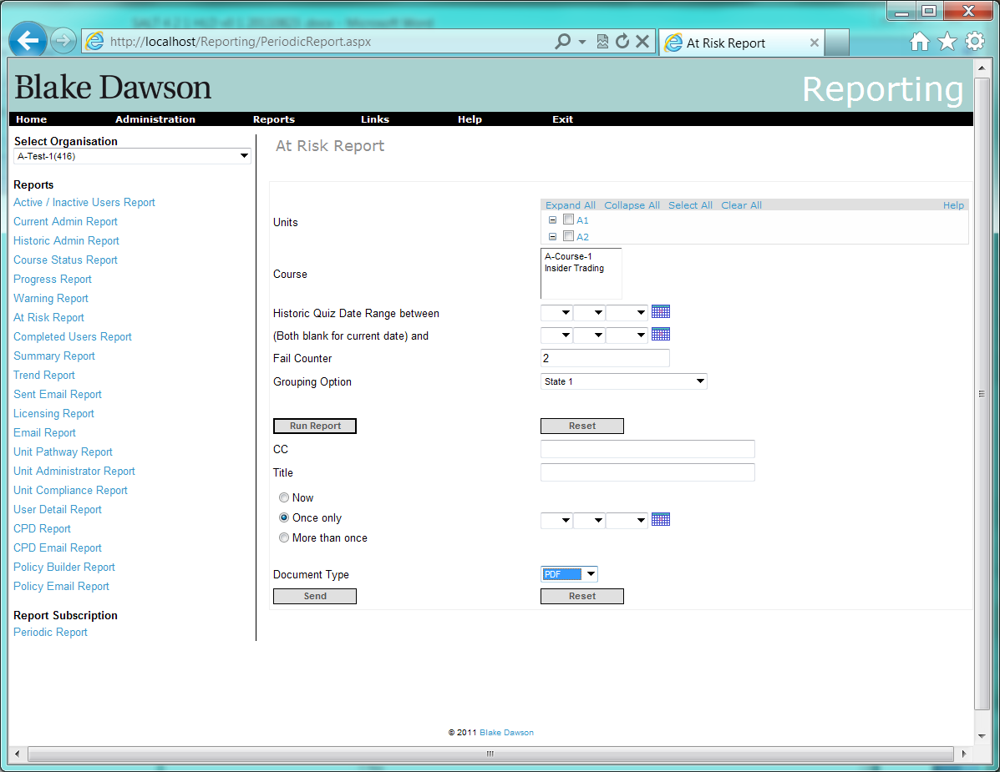 http://localhost/Reporting/PeriodicReport.aspx
At Risk Report
Blake Dawson
Reporting
Home Administration Reports Links Help Exit
Select Organisation
A-Test-1(416)
Reports
Active / Inactive Users Report
Current Admin Report
Historic Admin Report
Course Status Report
Progress Report
Warning Report
At Risk Report
Completed Users Report
Summary Report
Trend Report
Sent Email Report
Licensing Report
Email Report
Unit Pathway Report
Unit Administrator Report
Unit Compliance Report
User Detail Report
CPD Report
CPD Email Report
Policy Builder Report
Policy Email Report
Report Subscription
Periodic Report
At Risk Report
Expand All Collapse All Select All Clear All Help
Units
A1
A2
Course
A-Course-1
Insider Trading
Historic Quiz Date Range between
(Both blank for current date) and
Fail Counter 2
Grouping Option State 1
Run Report Reset
CC
Title
Now
Once only
More than once
Document Type PDF
Send Reset
© 2011 Blake Dawson